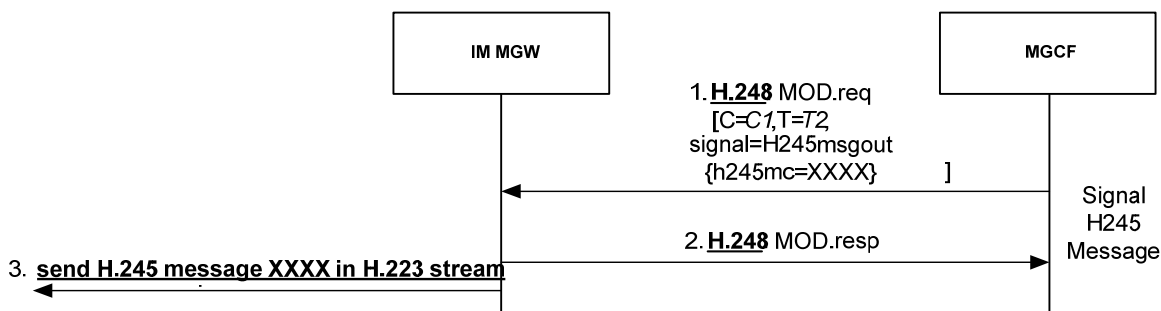 IM MGW
MGCF
1. H.248 MOD.req
[C=C1,T=T2,
signal=H245msgout
{h245mc=XXXX} ]
Signal
H245
Message
2. H.248 MOD.resp
3. send H.245 message XXXX in H.223 stream